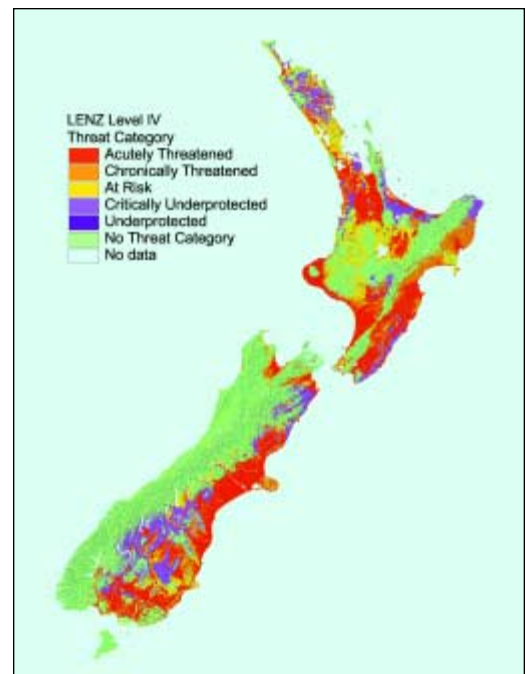 LENZ Level IV
Threat Category
Acutely Threatened
Chronically Threatened
At Risk
Critically Underprotected
Underprotected
No Threat Category
No data